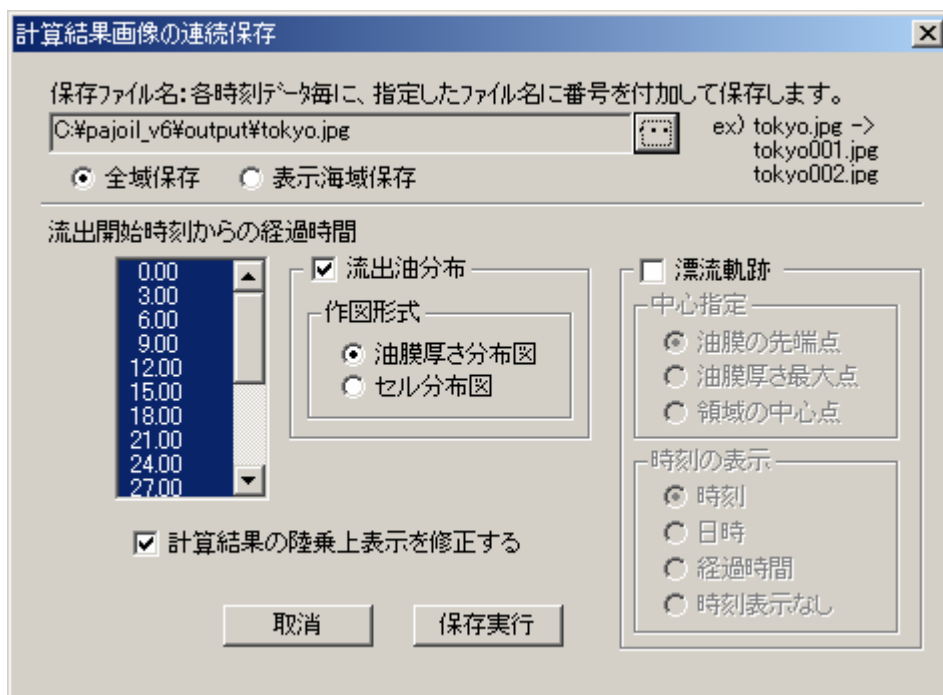 計算結果画像の連続保存
保存ファイル名：各時刻データ毎に、指定したファイル名に番号を付加して保存します。
C:¥pajoil_v6¥output¥tokyo.jpg
ex) tokyo.jpg ->
tokyo001.jpg
tokyo002.jpg
全域保存 表示海域保存
流出開始時刻からの経過時間
0.00
3.00
6.00
9.00
12.00
15.00
18.00
21.00
24.00
27.00
流出油分布
作図形式
油膜厚さ分布図
セル分布図
漂流軌跡
中心指定
油膜の先端点
油膜厚さ最大点
領域の中心点
時刻の表示
時刻
日時
経過時間
時刻表示なし
計算結果の陸乗上表示を修正する
取消 保存実行